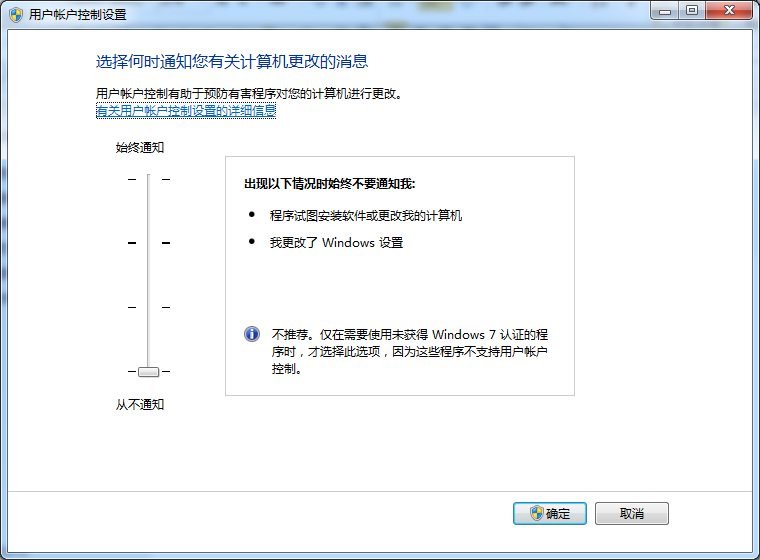 用户帐户控制设置
选择何时通知您有关计算机更改的消息
用户帐户控制有助于预防有害程序对您的计算机进行更改。
有关用户帐户控制设置的详细信息
始终通知
出现以下情况时始终不要通知我:
● 程序试图安装软件或更改我的计算机
● 我更改了 Windows 设置
不推荐。仅在需要使用未获得 Windows 7 认证的程
序时，才选择此选项，因为这些程序不支持用户帐户
控制。
从不通知
确定
取消